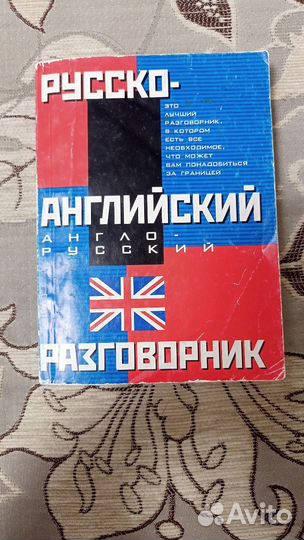 РУССКО-
ЭТО
ЛУЧШИЙ
РАЗГОВОРНИК,
В КОТОРОМ
ЕСТЬ ВСЕ
НЕОБХОДИМОЕ,
ЧТО МОЖЕТ
ВАМ ПОНАДОБИТЬСЯ
ЗА ГРАНИЦЕЙ
АНГЛИЙСКИЙ
АНГЛО-
РУССКИЙ
РАЗГОВОРНИК
Avito